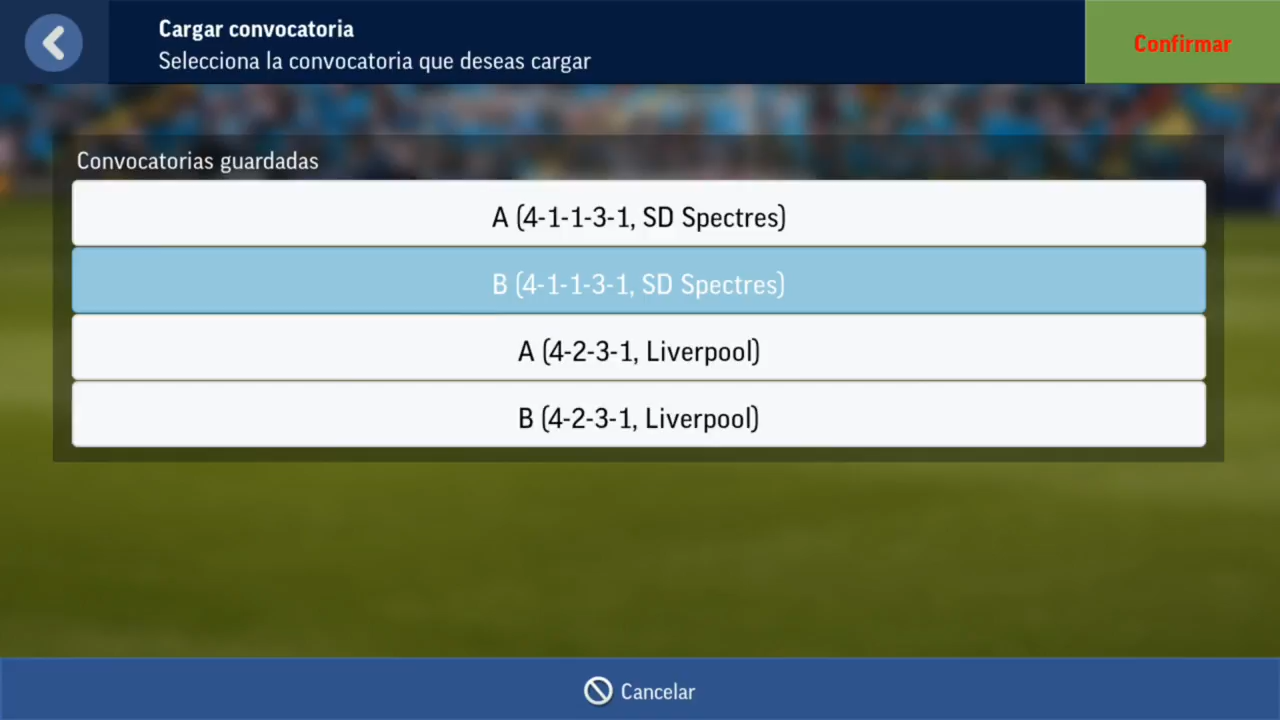 Cargar convocatoria
Selecciona la convocatoria que deseas cargar
Confirmar
Convocatorias guardadas
A (4-1-1-3-1, SD Spectres)
B (4-1-1-3-1, SD Spectres)
A (4-2-3-1, Liverpool)
B (4-2-3-1, Liverpool)
Cancelar